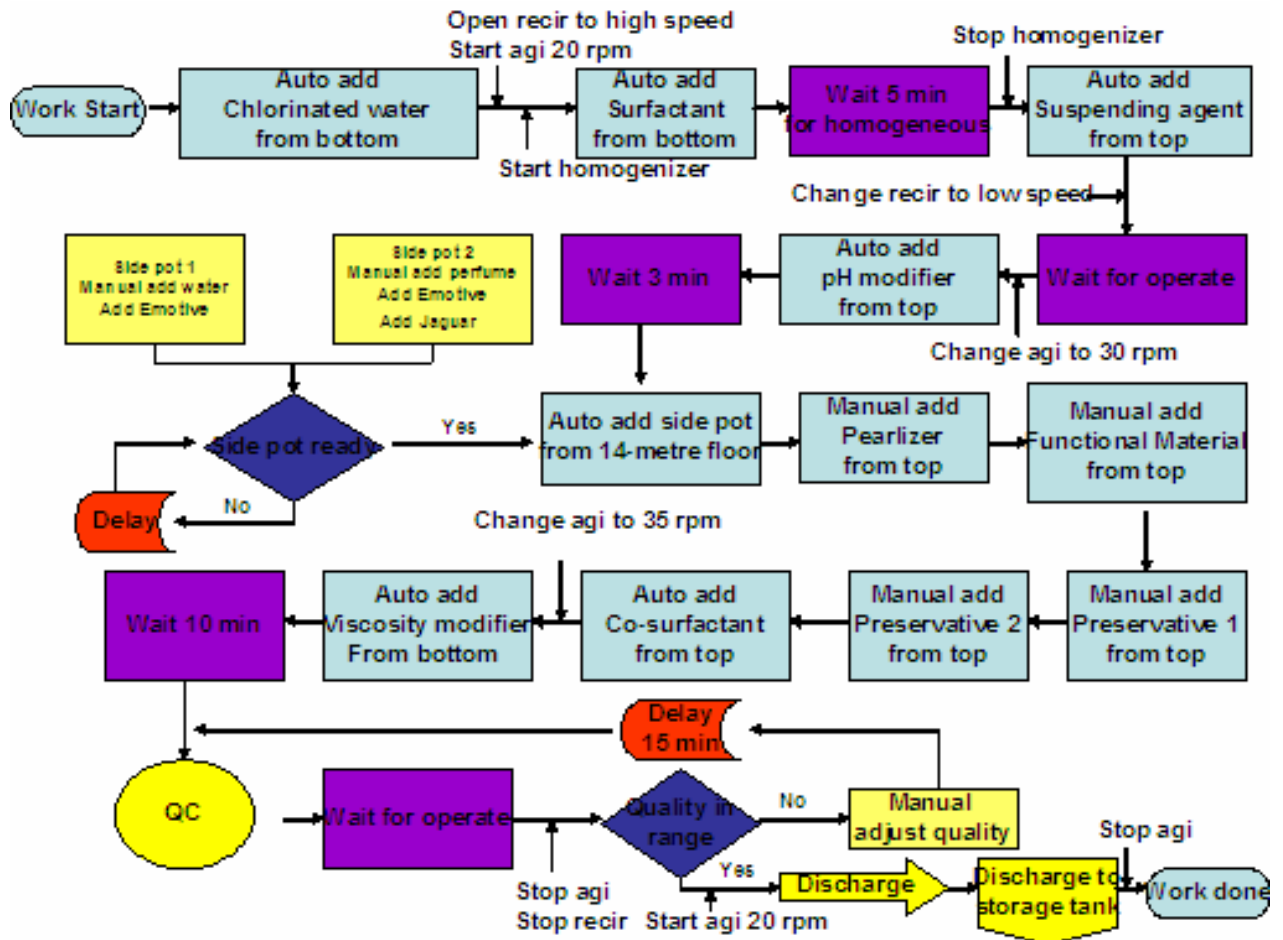 Open recir to high speed
Start agi 20 rpm
Stop homogenizer
Work Start
Auto add
Chlorinated water
from bottom
Auto add
Surfactant
from bottom
Wait 5 min
for homogeneous
Auto add
Suspending agent
from top
Start homogenizer
Change recir to low speed
Side pot 1
Manual add water
Add Emotive
Side pot 2
Manual add perfume
Add Emotive
Add Jaguar
Wait 3 min
Auto add
pH modifier
from top
Wait for operate
Change agi to 30 rpm
Side pot ready
Yes
Auto add side pot
from 14-metre floor
Manual add
Pearlizer
from top
Manual add
Functional Material
from top
Delay
No
Change agi to 35 rpm
Wait 10 min
Auto add
Viscosity modifier
From bottom
Auto add
Co-surfactant
from top
Manual add
Preservative 2
from top
Manual add
Preservative 1
from top
Delay
15 min
QC
Wait for operate
Quality in
range
No
Manual
adjust quality
Stop agi
Yes
Discharge
Discharge to
storage tank
Work done
Stop agi
Stop recir
Start agi 20 rpm